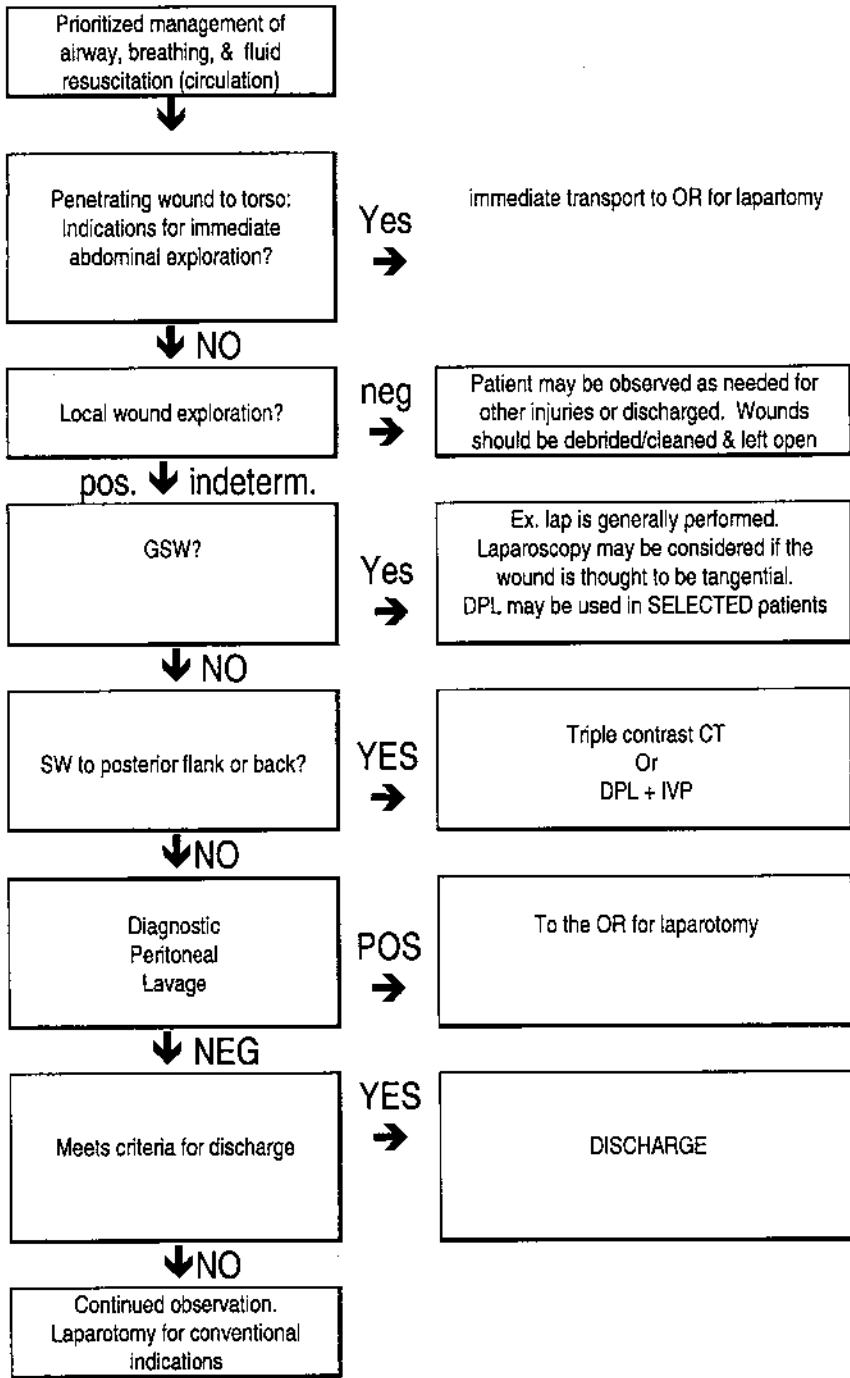 Prioritized management of
airway, breathing, & fluid
resuscitation (circulation)
Penetrating wound to torso:
Indications for immediate
abdominal exploration?
Yes
immediate transport to OR for lapartomy
NO
Local wound exploration?
neg
Patient may be observed as needed for
other injuries or discharged. Wounds
should be debrided/cleaned & left open
pos. indeterm.
GSW?
Yes
Ex. lap is generally performed.
Laparoscopy may be considered if the
wound is thought to be tangential.
DPL may be used in SELECTED patients
NO
SW to posterior flank or back?
YES
Triple contrast CT
Or
DPL + IVP
NO
Diagnostic
Peritoneal
Lavage
POS
To the OR for laparotomy
NEG
Meets criteria for discharge
YES
DISCHARGE
NO
Continued observation.
Laparotomy for conventional
indications